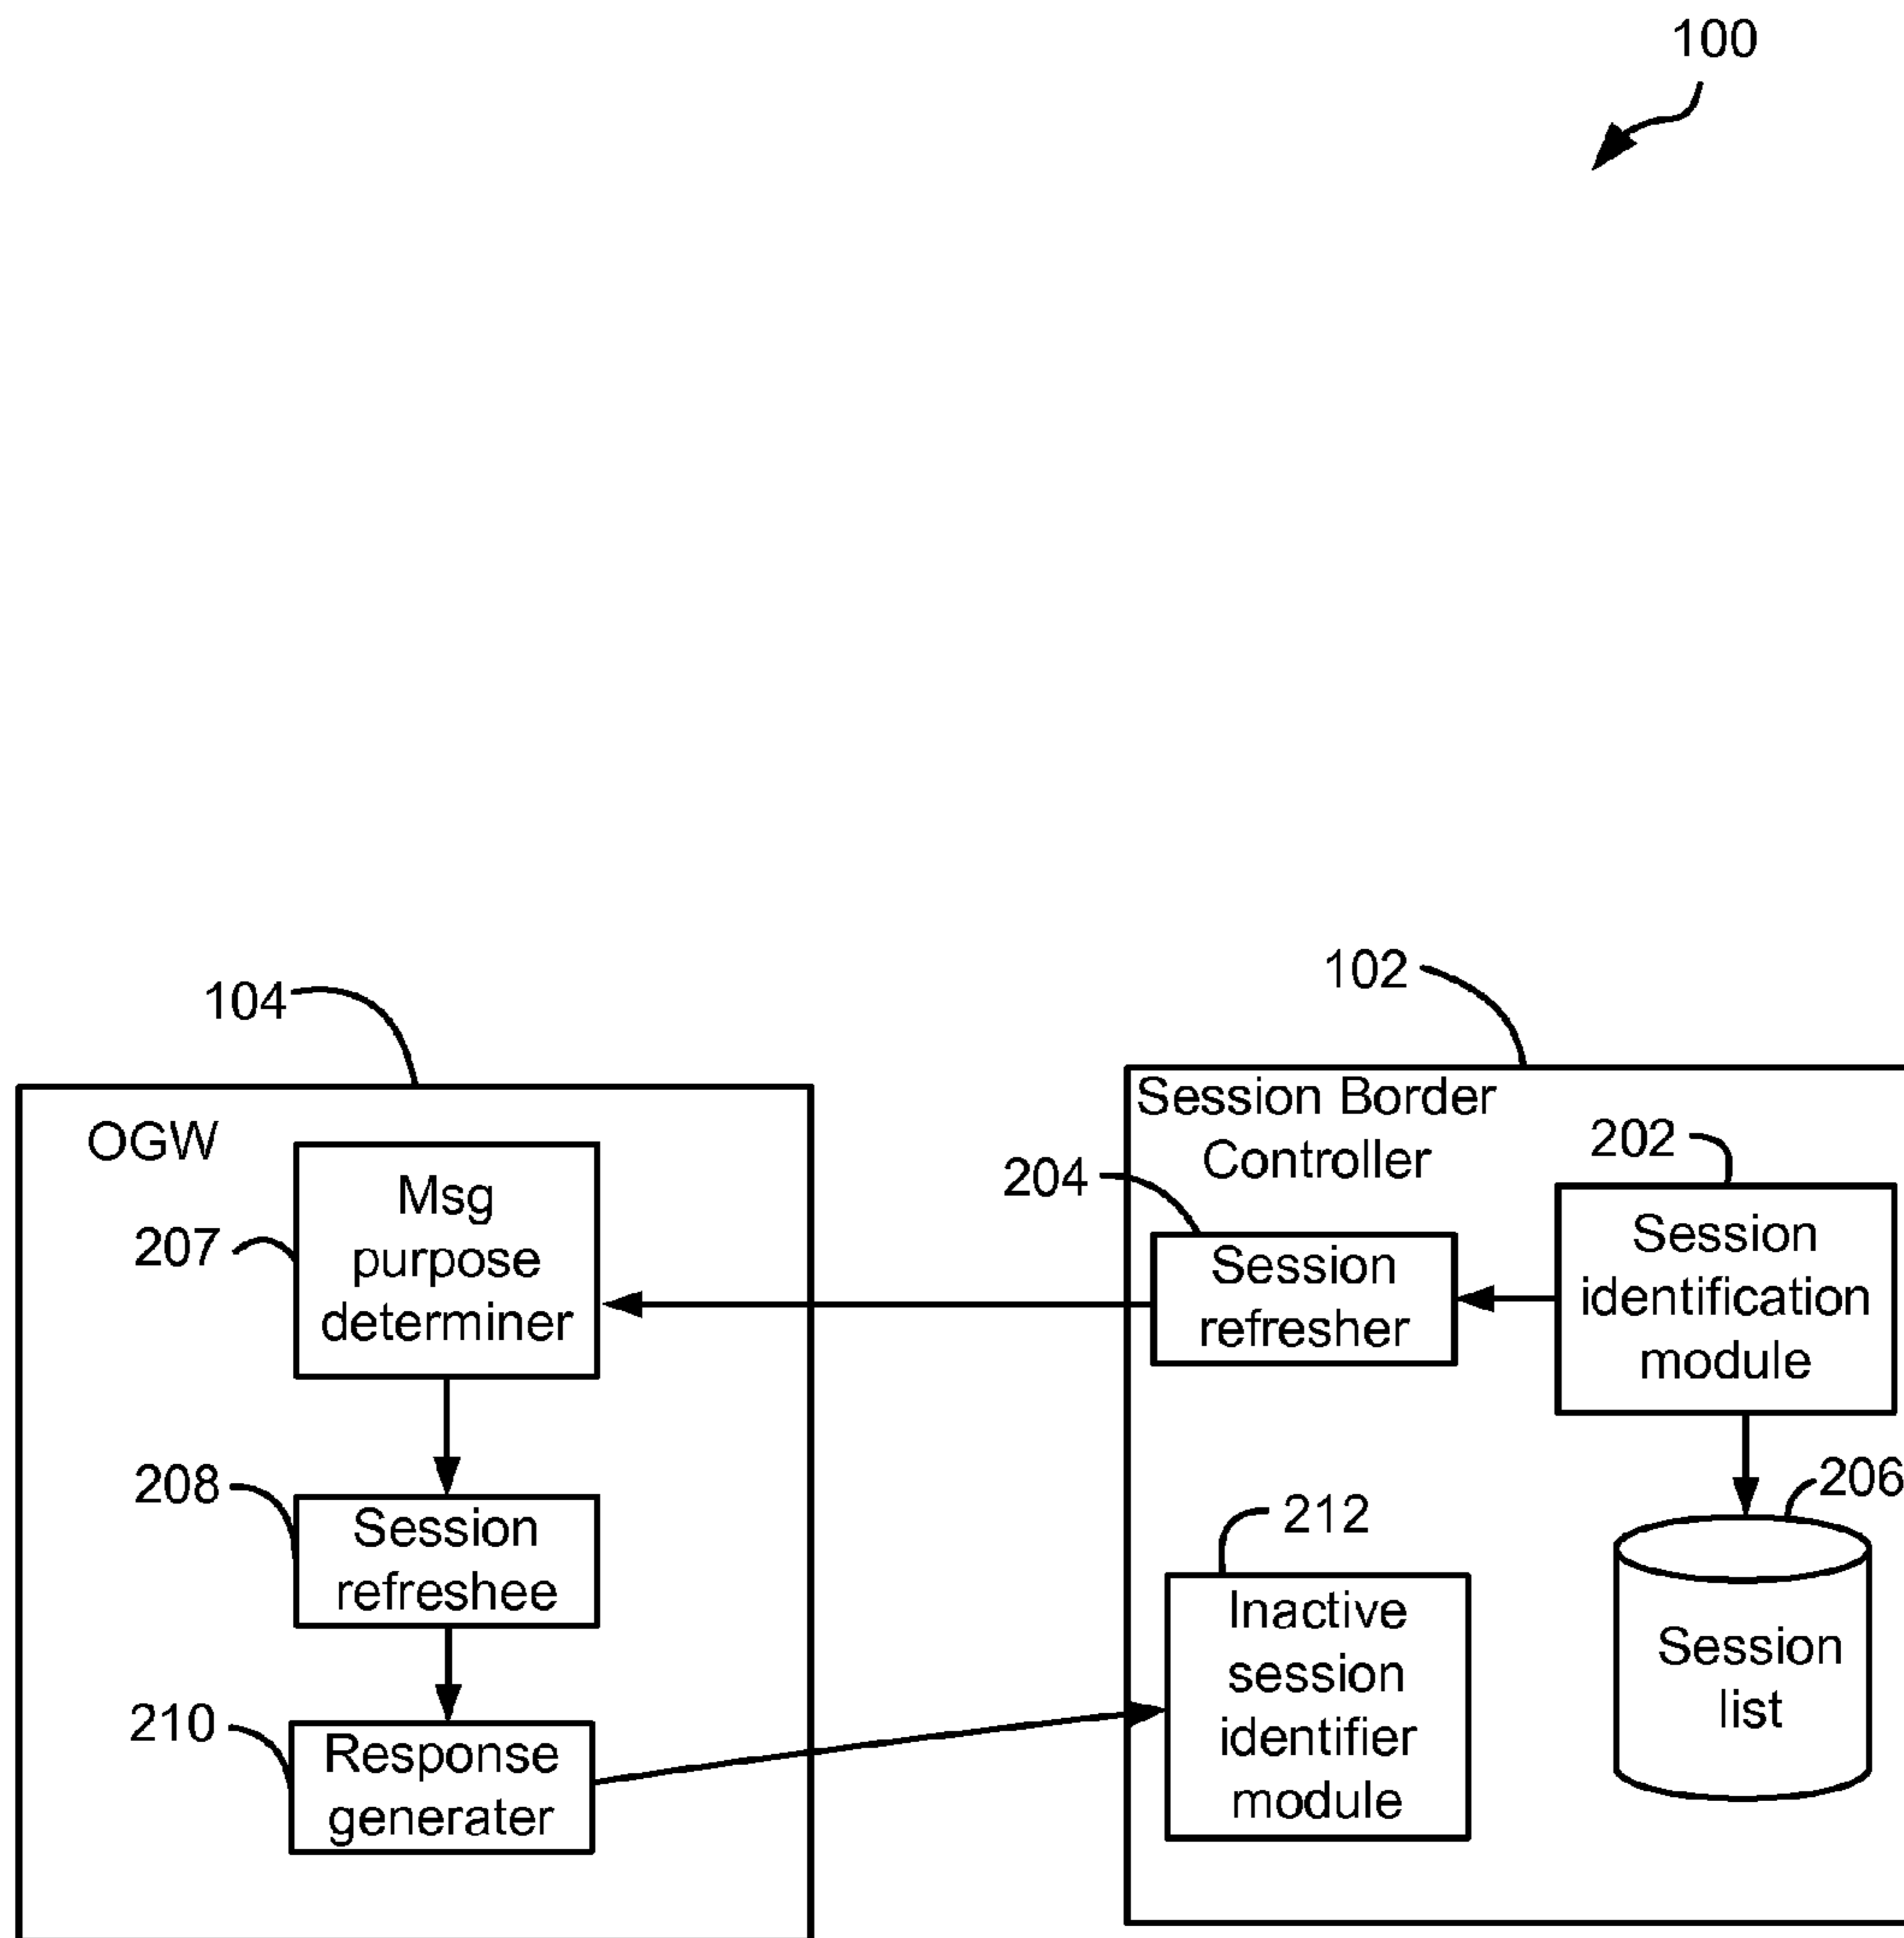 100
104
102
OGW
Session Border
Controller
Msg
purpose
determiner
207
204
202
Session
refresher
Session
identification
module
208
Session
refreshee
212
206
Inactive
session
identifier
module
Session
list
210
Response
generater